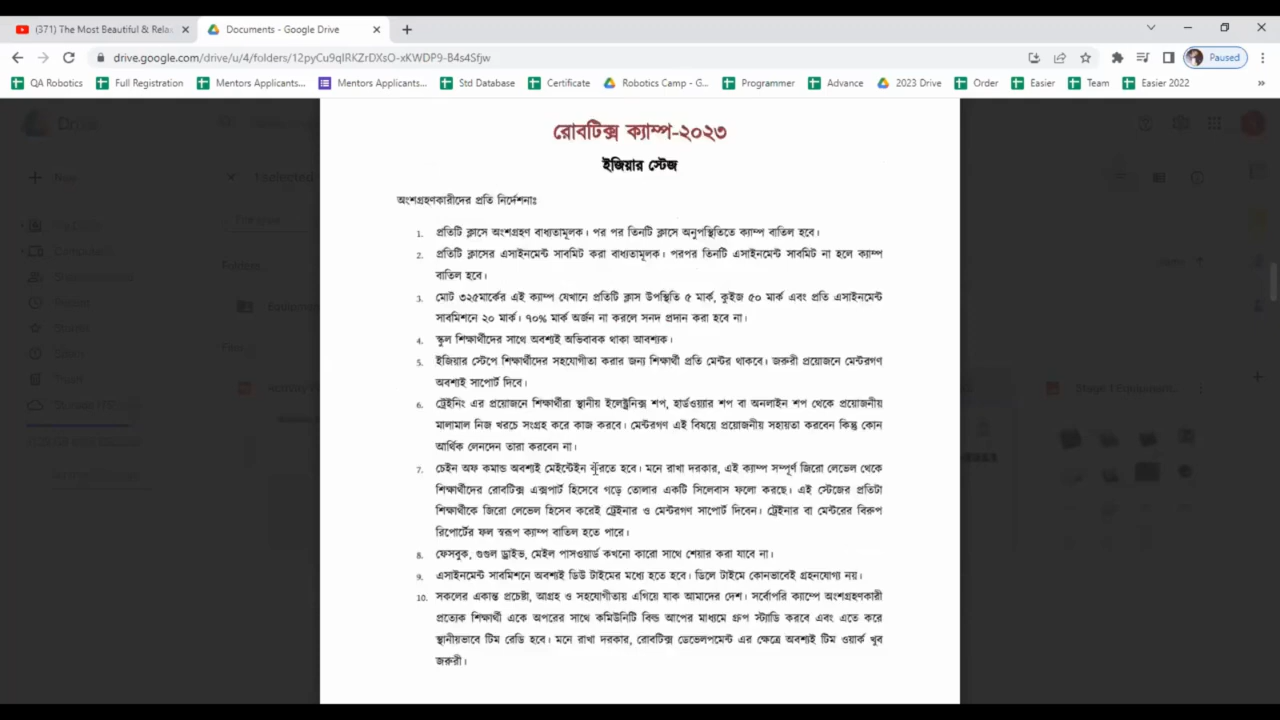 (371) The Most Beautiful & Rela
Documents - Google Drive
drive.google.com/drive/u/4/folders/12pyCu9qIRKZrDXsO-xKWDP9-B4s4Sfjw
Paused
QA Robotics
Full Registration
Mentors Applicants...
Mentors Applicants...
Std Database
Certificate
Robotics Camp - G...
Programmer
Advance
2023 Drive
Order
Easier
Team
Easier 2022
Drive
New
1 selected
রোবটিক্স ক্যাম্প-২০২৩
ইজিয়ার স্টেজ
অংশগ্রহণকারীদের প্রতি নির্দেশনাঃ
1. প্রতিটি ক্লাসে অংশগ্রহণ বাধ্যতামূলক। পর পর তিনটি ক্লাসে অনুপস্থিতিতে ক্যাম্প বাতিল হবে।
2. প্রতিটি ক্লাসের এসাইনমেন্ট সাবমিট করা বাধ্যতামূলক। পরপর তিনটি এসাইনমেন্ট সাবমিট না হলে ক্যাম্প
বাতিল হবে।
3. মোট ৩২৫মার্কের এই ক্যাম্প যেখানে প্রতিটি ক্লাস উপস্থিতি ৫ মার্ক, কুইজ ৫০ মার্ক এবং প্রতি এসাইনমেন্ট
সাবমিশনে ২০ মার্ক। ৭০% মার্ক অর্জন না করলে সনদ প্রদান করা হবে না।
4. স্কুল শিক্ষার্থীদের সাথে অবশ্যই অভিবাবক থাকা আবশ্যক।
5. ইজিয়ার স্টেপে শিক্ষার্থীদের সহযোগীতা করার জন্য শিক্ষার্থী প্রতি মেন্টর থাকবে। জরুরী প্রয়োজনে মেন্টরগণ
অবশ্যই সাপোর্ট দিবে।
6. ট্রেইনিং এর প্রয়োজনে শিক্ষার্থীরা স্থানীয় ইলেক্ট্রনিক্স শপ, হার্ডওয়্যার শপ বা অনলাইন শপ থেকে প্রয়োজনীয়
মালামাল নিজ খরচে সংগ্রহ করে কাজ করবে। মেন্টরগণ এই বিষয়ে প্রয়োজনীয় সহায়তা করবেন কিন্তু কোন
আর্থিক লেনদেন তারা করবেন না।
7. চেইন অফ কমান্ড অবশ্যই মেইন্টেইন করতে হবে। মনে রাখা দরকার, এই ক্যাম্প সম্পূর্ণ জিরো লেভেল থেকে
শিক্ষার্থীদের রোবটিক্স এক্সপার্ট হিসেবে গড়ে তোলার একটি সিলেবাস ফলো করছে। এই স্টেজের প্রতিটা
শিক্ষার্থীকে জিরো লেভেল হিসেব করেই ট্রেইনার ও মেন্টরগণ সাপোর্ট দিবেন। ট্রেইনার বা মেন্টরের বিরুপ
রিপোর্টের ফল স্বরূপ ক্যাম্প বাতিল হতে পারে।
8. ফেসবুক, গুগুল ড্রাইভ, মেইল পাসওয়ার্ড কখনো কারো সাথে শেয়ার করা যাবে না।
9. এসাইনমেন্ট সাবমিশনে অবশ্যই ডিউ টাইমের মধ্যে হতে হবে। ডিলে টাইমে কোনভাবেই গ্রহনযোগ্য নয়।
10. সকলের একান্ত প্রচেষ্টা, আগ্রহ ও সহযোগীতায় এগিয়ে যাক আমাদের দেশ। সর্বোপরি ক্যাম্পে অংশগ্রহণকারী
প্রত্যেক শিক্ষার্থী একে অপরের সাথে কমিউনিটি বিল্ড আপের মাধ্যমে গ্রুপ স্ট্যাডি করবে এবং এতে করে
স্থানীয়ভাবে টিম রেডি হবে। মনে রাখা দরকার, রোবটিক্স ডেভেলপমেন্ট এর ক্ষেত্রে অবশ্যই টিম ওয়ার্ক খুব
জরুরী।